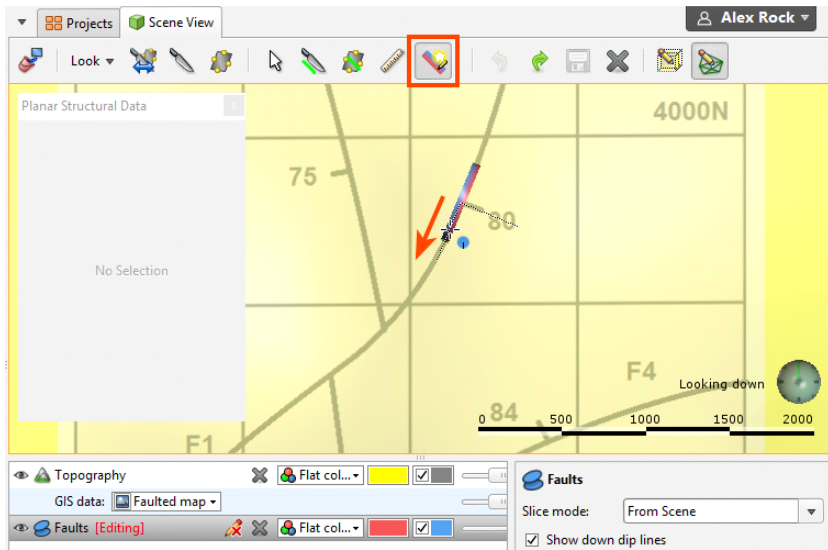 Projects
Scene View
Alex Rock
Look
Planar Structural Data
x
No Selection
4000N
75
80
F4
Looking down
84
F1
0 500 1000 1500 2000
Topography
Flat col...
GIS data: Faulted map
Faults [Editing]
Flat col...
Faults
Slice mode: From Scene
Show down dip lines